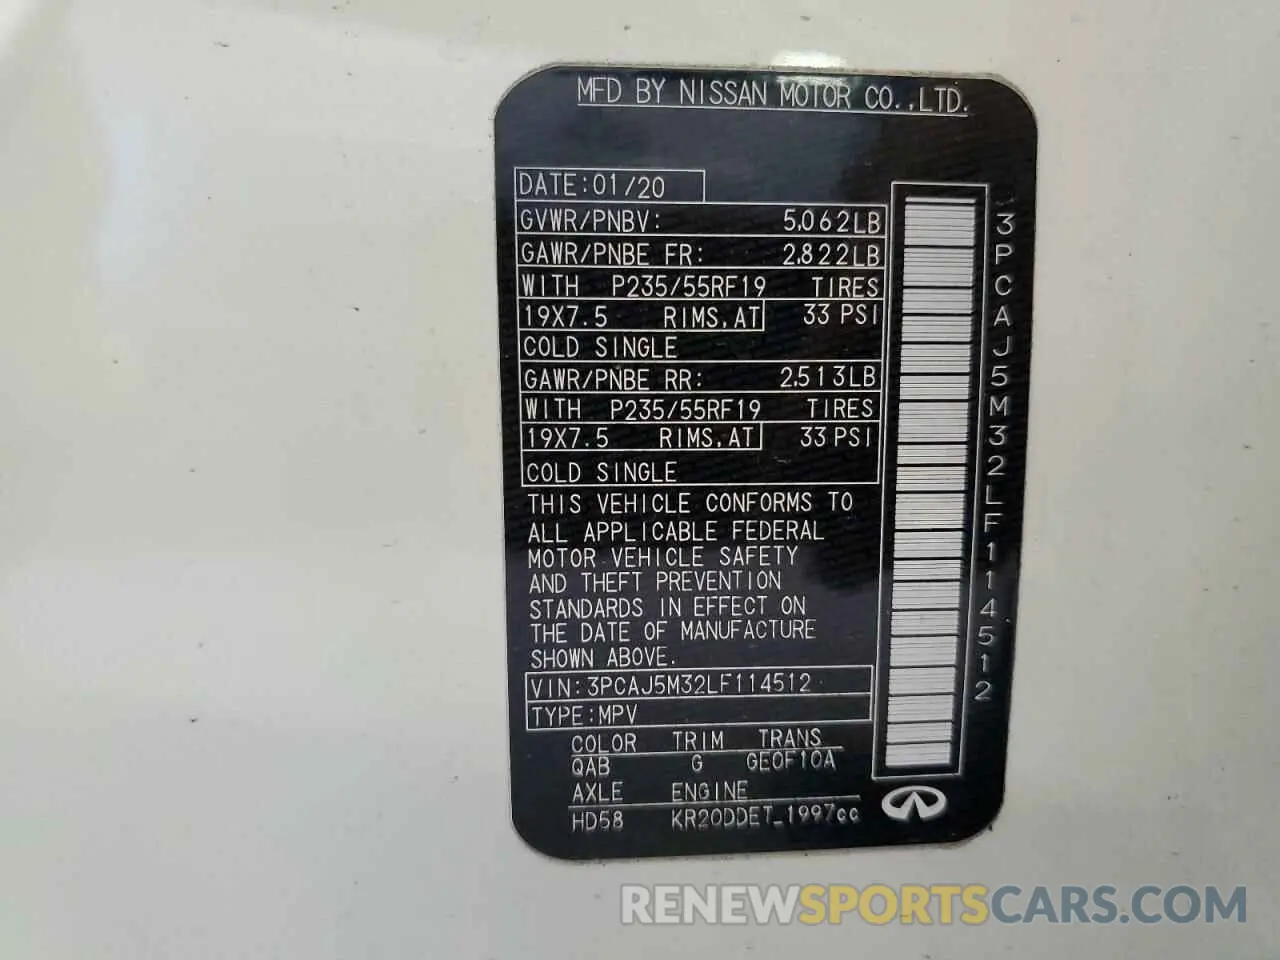 MFD BY NISSAN MOTOR CO.,LTD.
DATE:01/20
GVWR/PNBV: 5,062LB
GAWR/PNBE FR: 2,822LB
WITH P235/55RF19 TIRES
19X7.5 RIMS,AT 33 PSI
COLD SINGLE
GAWR/PNBE RR: 2,513LB
WITH P235/55RF19 TIRES
19X7.5 RIMS,AT 33 PSI
COLD SINGLE
THIS VEHICLE CONFORMS TO
ALL APPLICABLE FEDERAL
MOTOR VEHICLE SAFETY
AND THEFT PREVENTION
STANDARDS IN EFFECT ON
THE DATE OF MANUFACTURE
SHOWN ABOVE.
VIN:3PCAJ5M32LF114512
TYPE:MPV
COLOR TRIM TRANS
QAB G GE0F10A
AXLE ENGINE
HD58 KR20DDET_1997cc
3PCAJ5M32LF114512
RENEWSPORTSCARS.COM